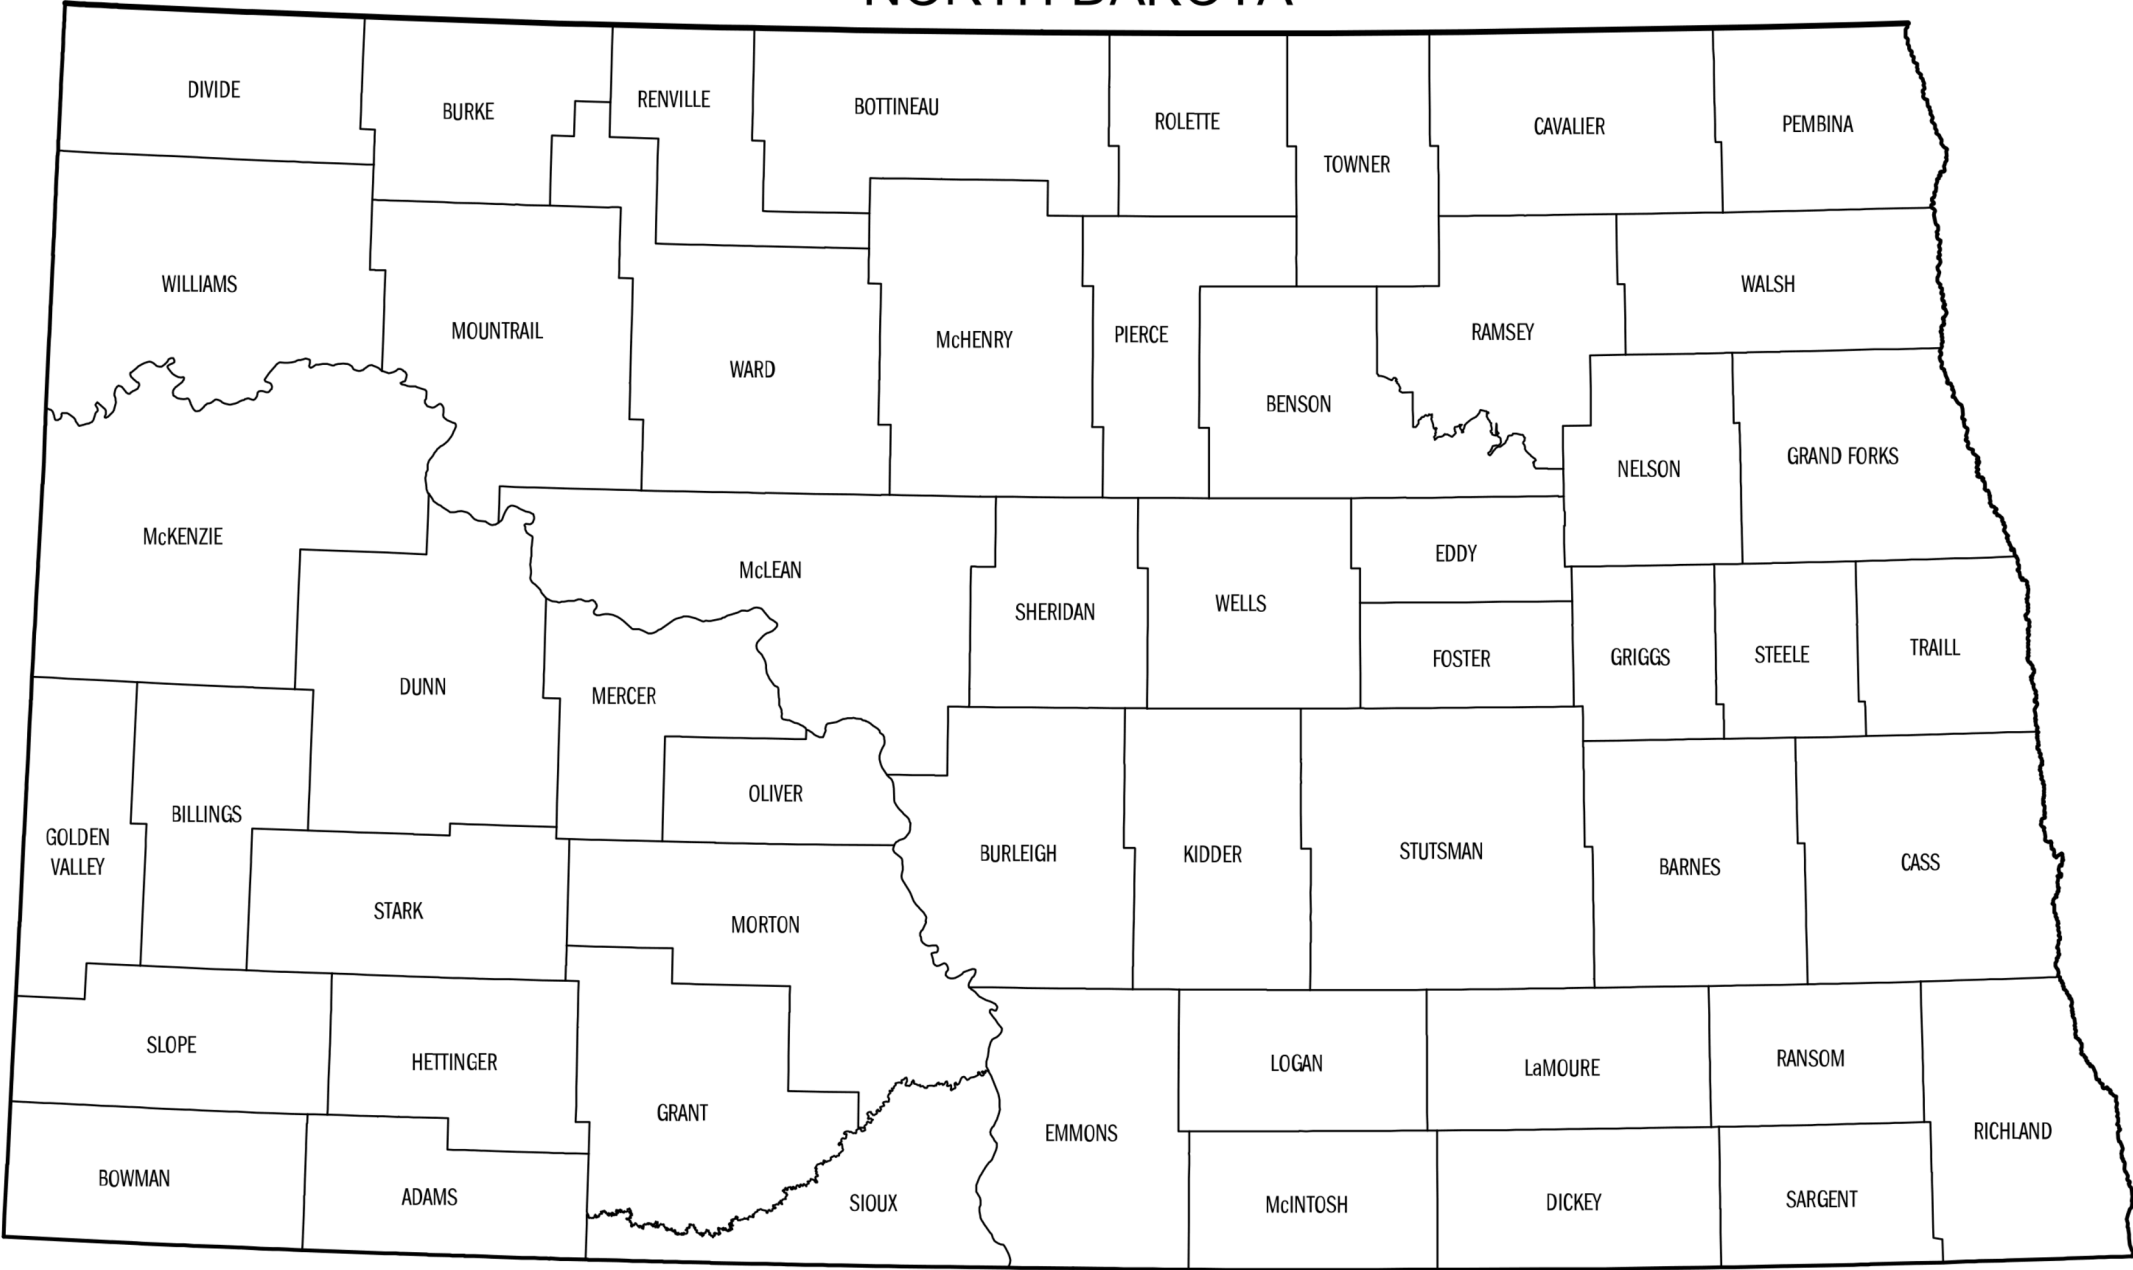 NORTH DAKOTA
DIVIDE
BURKE
RENVILLE
BOTTINEAU
ROLETTE
TOWNER
CAVALIER
PEMBINA
WILLIAMS
MOUNTRAIL
WARD
McHENRY
PIERCE
BENSON
RAMSEY
WALSH
NELSON
GRAND FORKS
McKENZIE
DUNN
McLEAN
MERCER
OLIVER
SHERIDAN
WELLS
EDDY
FOSTER
GRIGGS
STEELE
TRAILL
GOLDEN
VALLEY
BILLINGS
STARK
MORTON
BURLEIGH
KIDDER
STUTSMAN
BARNES
CASS
SLOPE
HETTINGER
GRANT
BOWMAN
ADAMS
SIOUX
EMMONS
LOGAN
LaMOURE
RANSOM
RICHLAND
McINTOSH
DICKEY
SARGENT